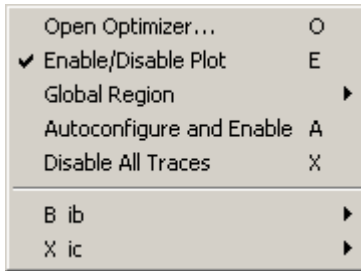 Open Optimizer... O
Enable/Disable Plot E
Global Region
Autoconfigure and Enable A
Disable All Traces X
B ib
X ic